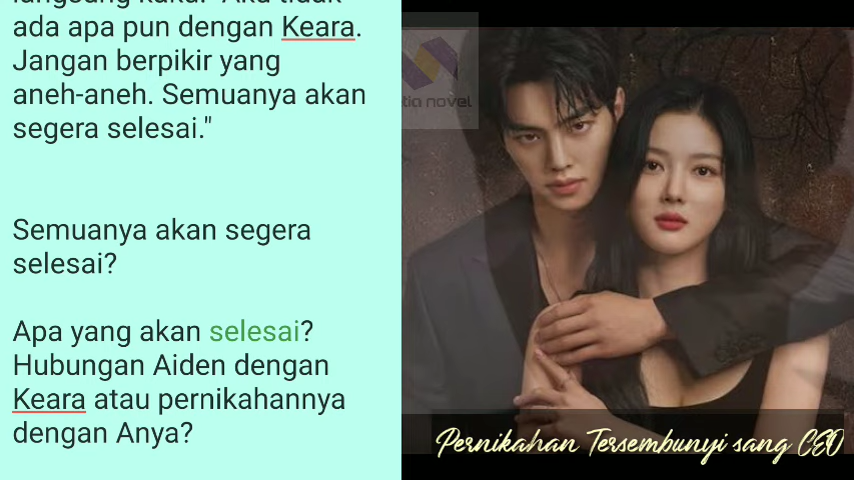 ada apa pun dengan Keara.
Jangan berpikir yang
aneh-aneh. Semuanya akan
segera selesai."
Semuanya akan segera
selesai?
Apa yang akan selesai?
Hubungan Aiden dengan
Keara atau pernikahannya
dengan Anya?
novel
Pernikahan Tersembunyi sang CEO